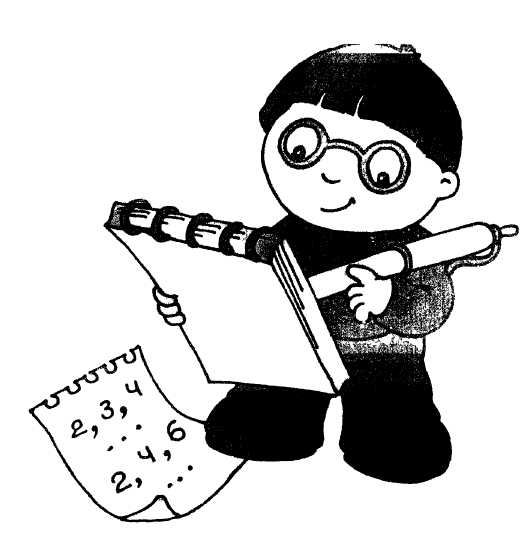 2, 3, 4
...
4, 6
2, ...